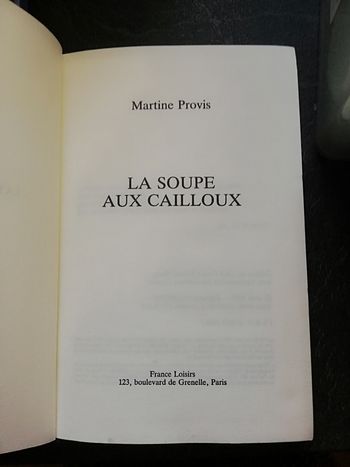 Martine Provis
LA SOUPE
AUX CAILLOUX
France Loisirs
123, boulevard de Grenelle, Paris